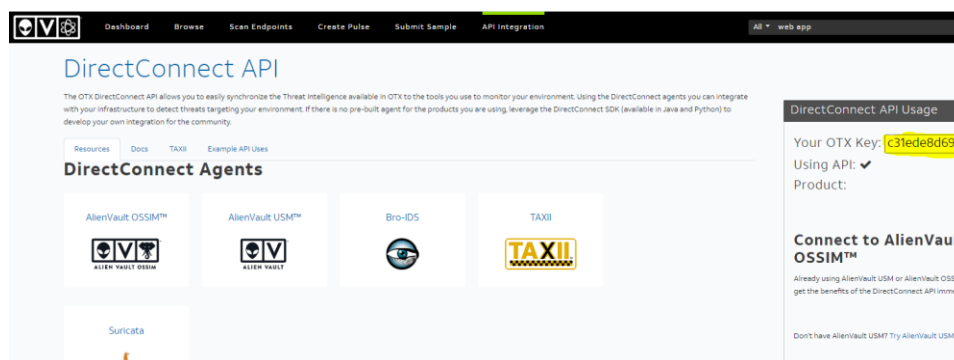 Dashboard Browse Scan Endpoints Create Pulse Submit Sample API Integration All web app
DirectConnect API
The OTX DirectConnect API allows you to easily synchronize the Threat Intelligence available in OTX to the tools you use to monitor your environment. Using the DirectConnect agents you can integrate
with your infrastructure to detect threats targeting your environment. If there is no pre-built agent for the products you are using, leverage the DirectConnect SDK (available in Java and Python) to
develop your own integration for the community.
Resources Docs TAXII Example API Uses
DirectConnect Agents
AlienVault OSSIM™ AlienVault USM™ Bro-IDS TAXII
ALIEN VAULT OSSIM ALIEN VAULT TAXII
Suricata
DirectConnect API Usage
Your OTX Key: c31ede8d69
Using API: ✔
Product:
Connect to AlienVau
OSSIM™
Already using AlienVault USM or AlienVault OSS
get the benefits of the DirectConnect API imm
Don't have AlienVault USM? Try AlienVault USM